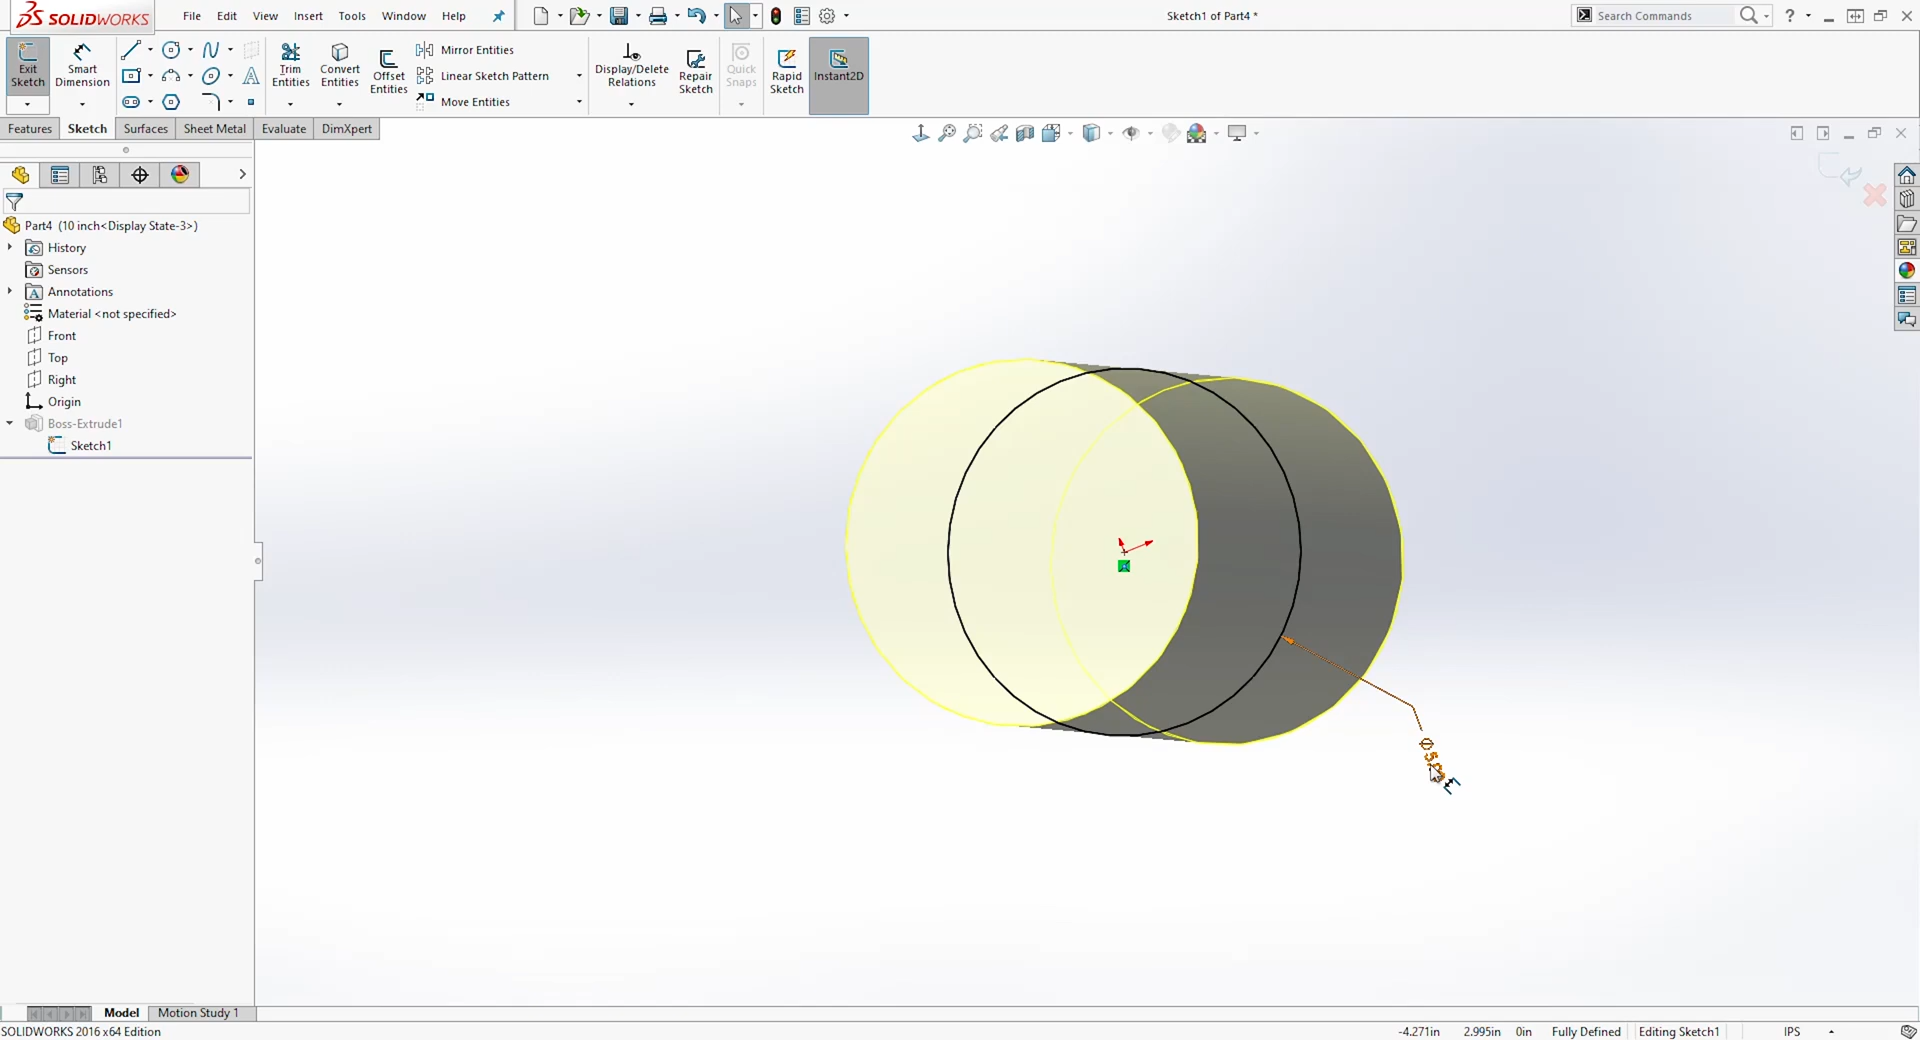 SOLIDWORKS
File Edit View Insert Tools Window Help
Sketch1 of Part4 *
Search Commands
Exit Sketch
Smart Dimension
Trim Entities
Convert Entities
Offset Entities
Mirror Entities
Linear Sketch Pattern
Move Entities
Display/Delete Relations
Repair Sketch
Quick Snaps
Rapid Sketch
Instant2D
Features Sketch Surfaces Sheet Metal Evaluate DimXpert
Part4 (10 inch<Display State-3>)
History
Sensors
Annotations
Material <not specified>
Front
Top
Right
Origin
Boss-Extrude1
Sketch1
Model Motion Study 1
SOLIDWORKS 2016 x64 Edition
-4.271in 2.995in 0in Fully Defined Editing Sketch1 IPS